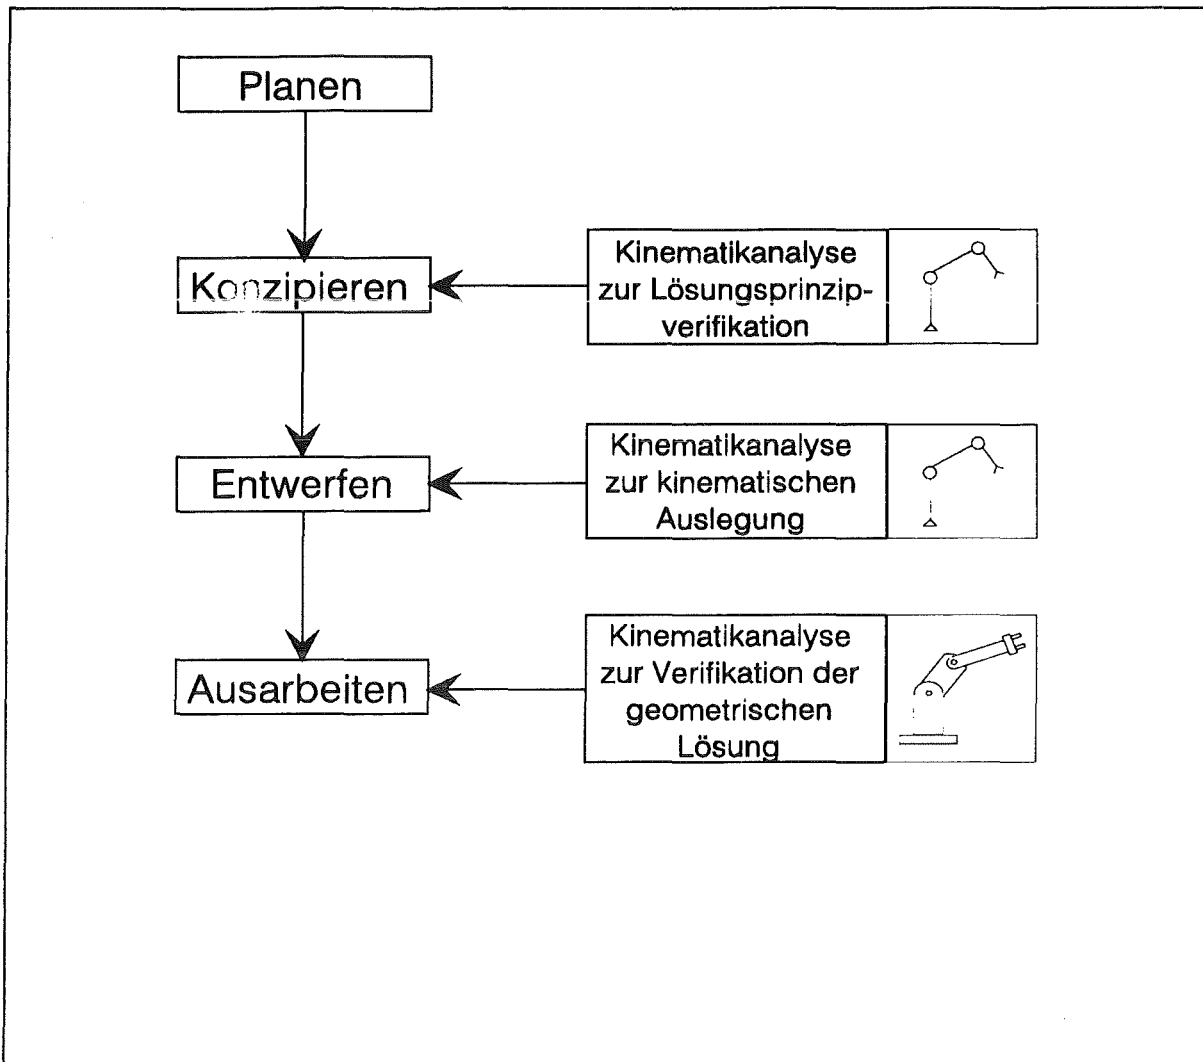 Planen
Konzipieren
Kinematikanalyse
zur Lösungsprinzip-
verifikation
Entwerfen
Kinematikanalyse
zur kinematischen
Auslegung
Ausarbeiten
Kinematikanalyse
zur Verifikation der
geometrischen
Lösung